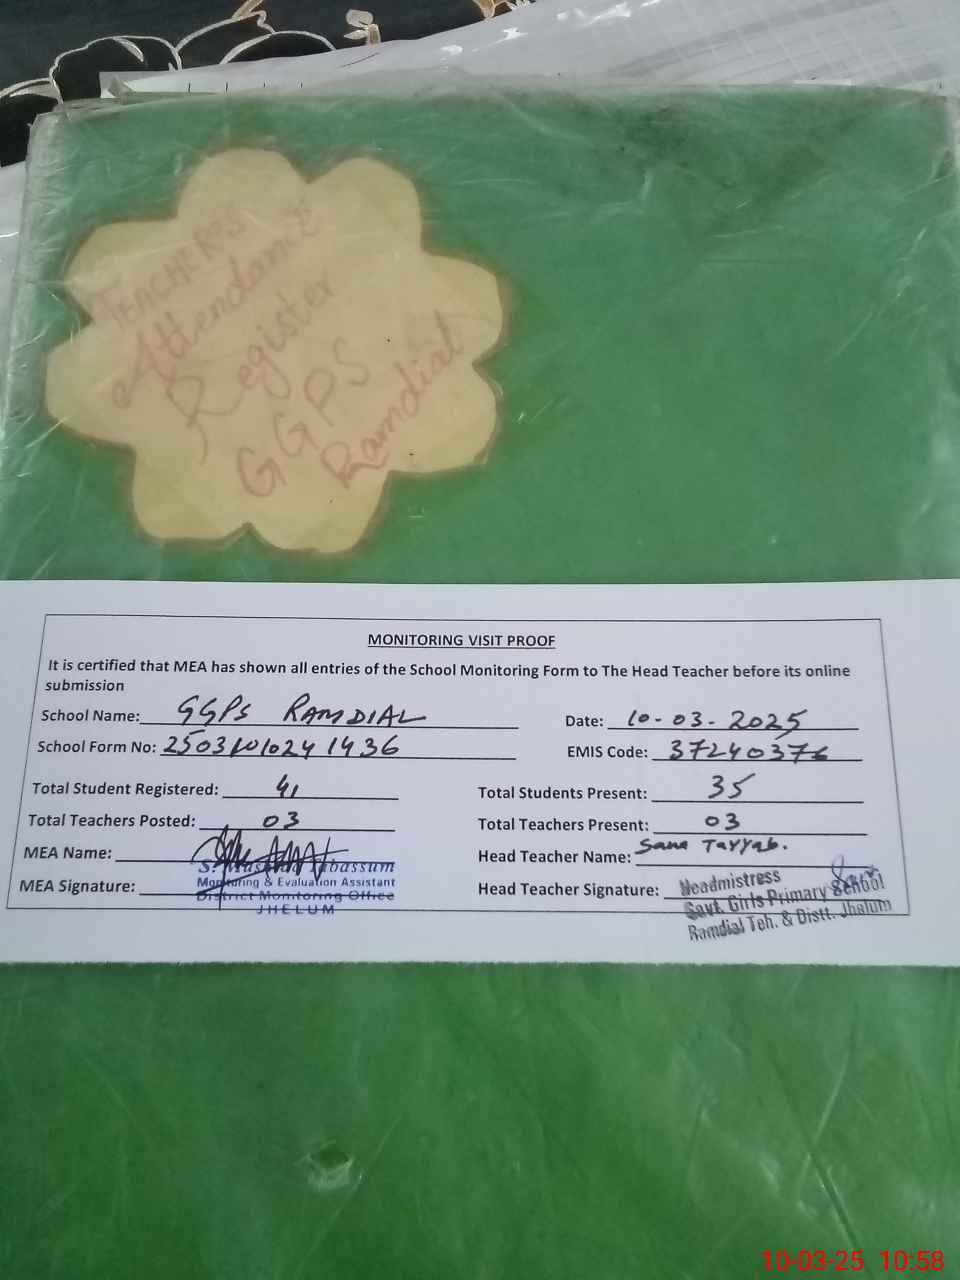 TEACHER'S
Attendance
Register
GGPS
Ramdial
MONITORING VISIT PROOF
It is certified that MEA has shown all entries of the School Monitoring Form to The Head Teacher before its online
submission
School Name: GGPS RAMDIAL
Date: 10-03-2025
School Form No:
EMIS Code: 37240376
Total Student Registered: 41
Total Students Present: 35
Total Teachers Posted: 03
Total Teachers Present: 03
MEA Name:
Head Teacher Name: Sana Tayyab.
MEA Signature:
Monitoring & Evaluation Assistant
District Monitoring Office
JHELUM
Head Teacher Signature:
Headmistress
Govt. Girls Primary School
Ramdial Teh. & Distt. Jhelum
10-03-25 10:58